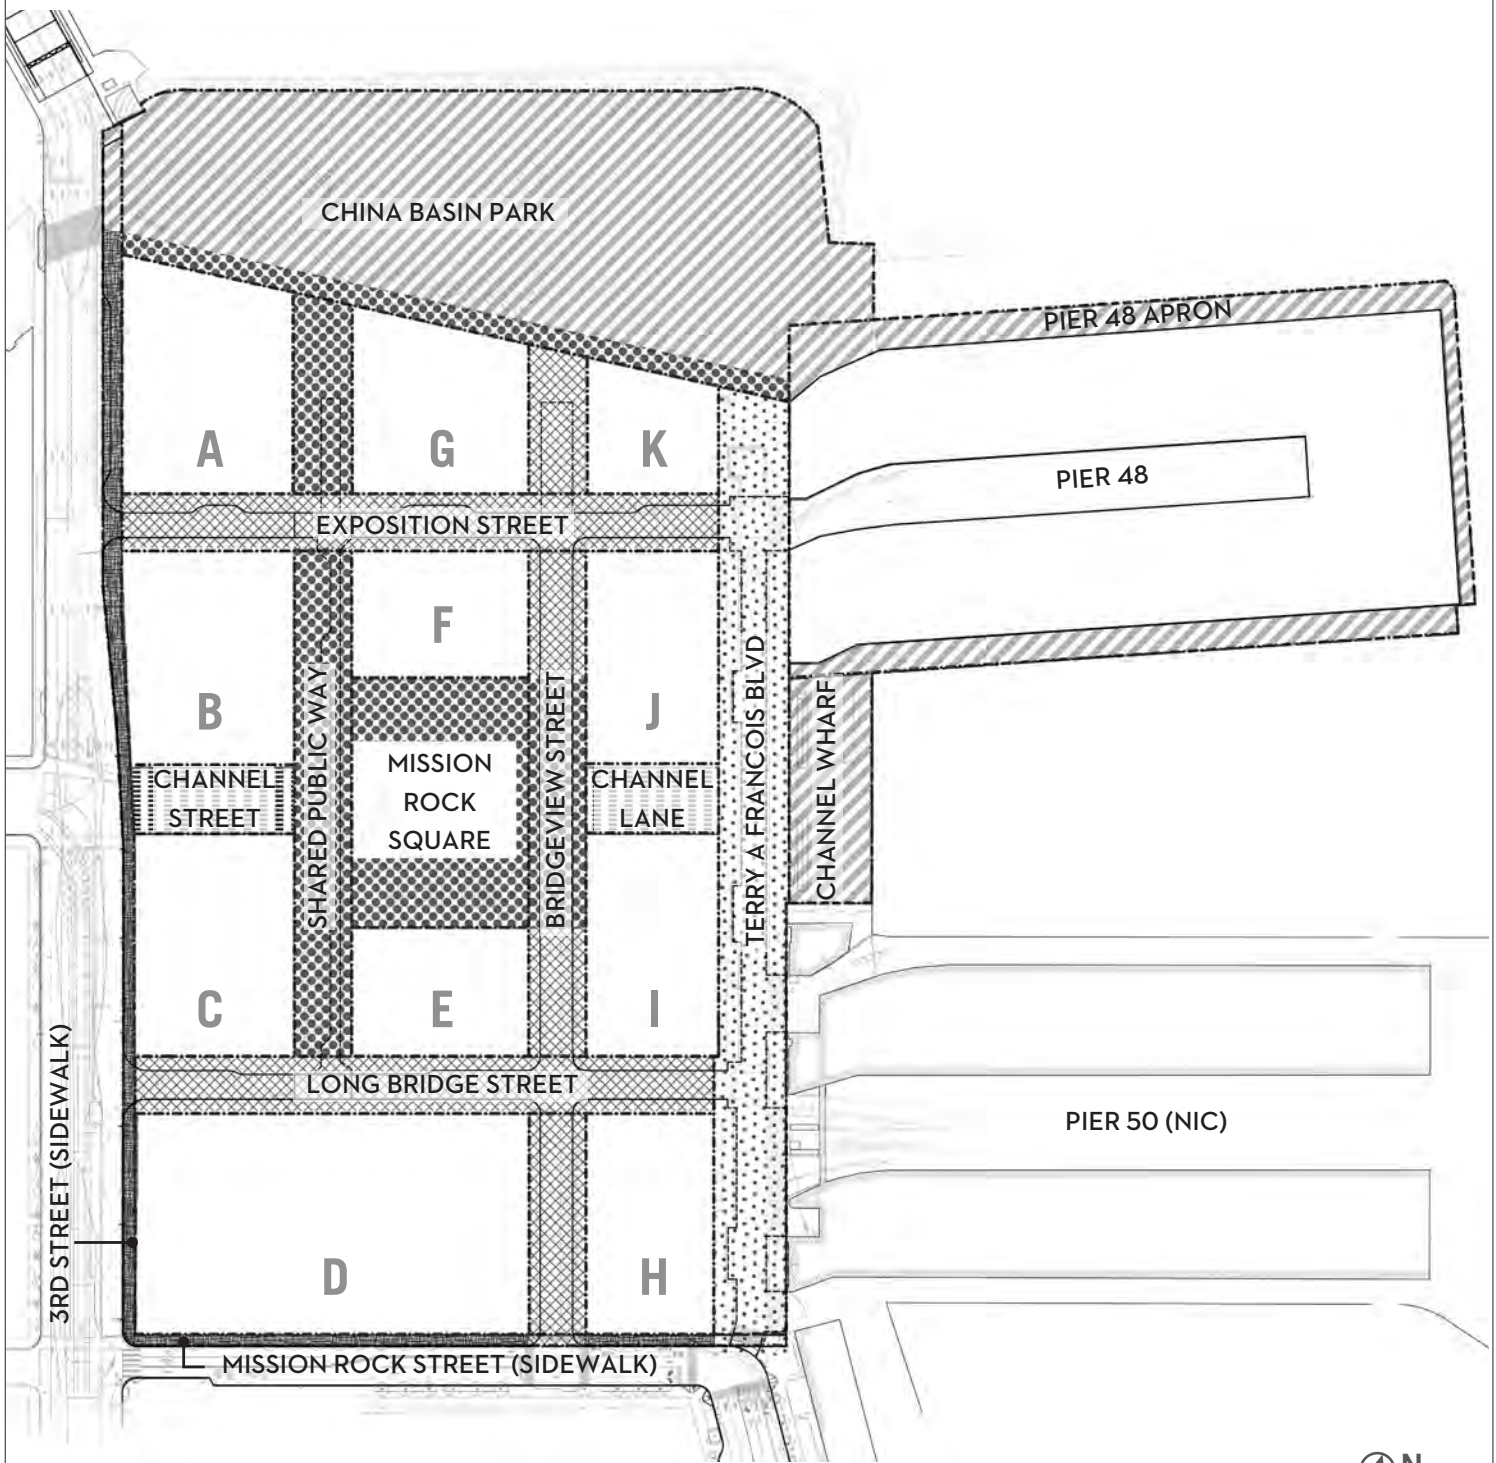 CHINA BASIN PARK
PIER 48 APRON
A
G
K
PIER 48
EXPOSITION STREET
F
B
J
SHARED PUBLIC WAY
BRIDGEVIEW STREET
TERRY A FRANCOIS BLVD
CHANNEL WHARF
CHANNEL
STREET
MISSION
ROCK
SQUARE
CHANNEL
LANE
C
E
I
3RD STREET (SIDEWALK)
LONG BRIDGE STREET
PIER 50 (NIC)
D
H
MISSION ROCK STREET (SIDEWALK)
N